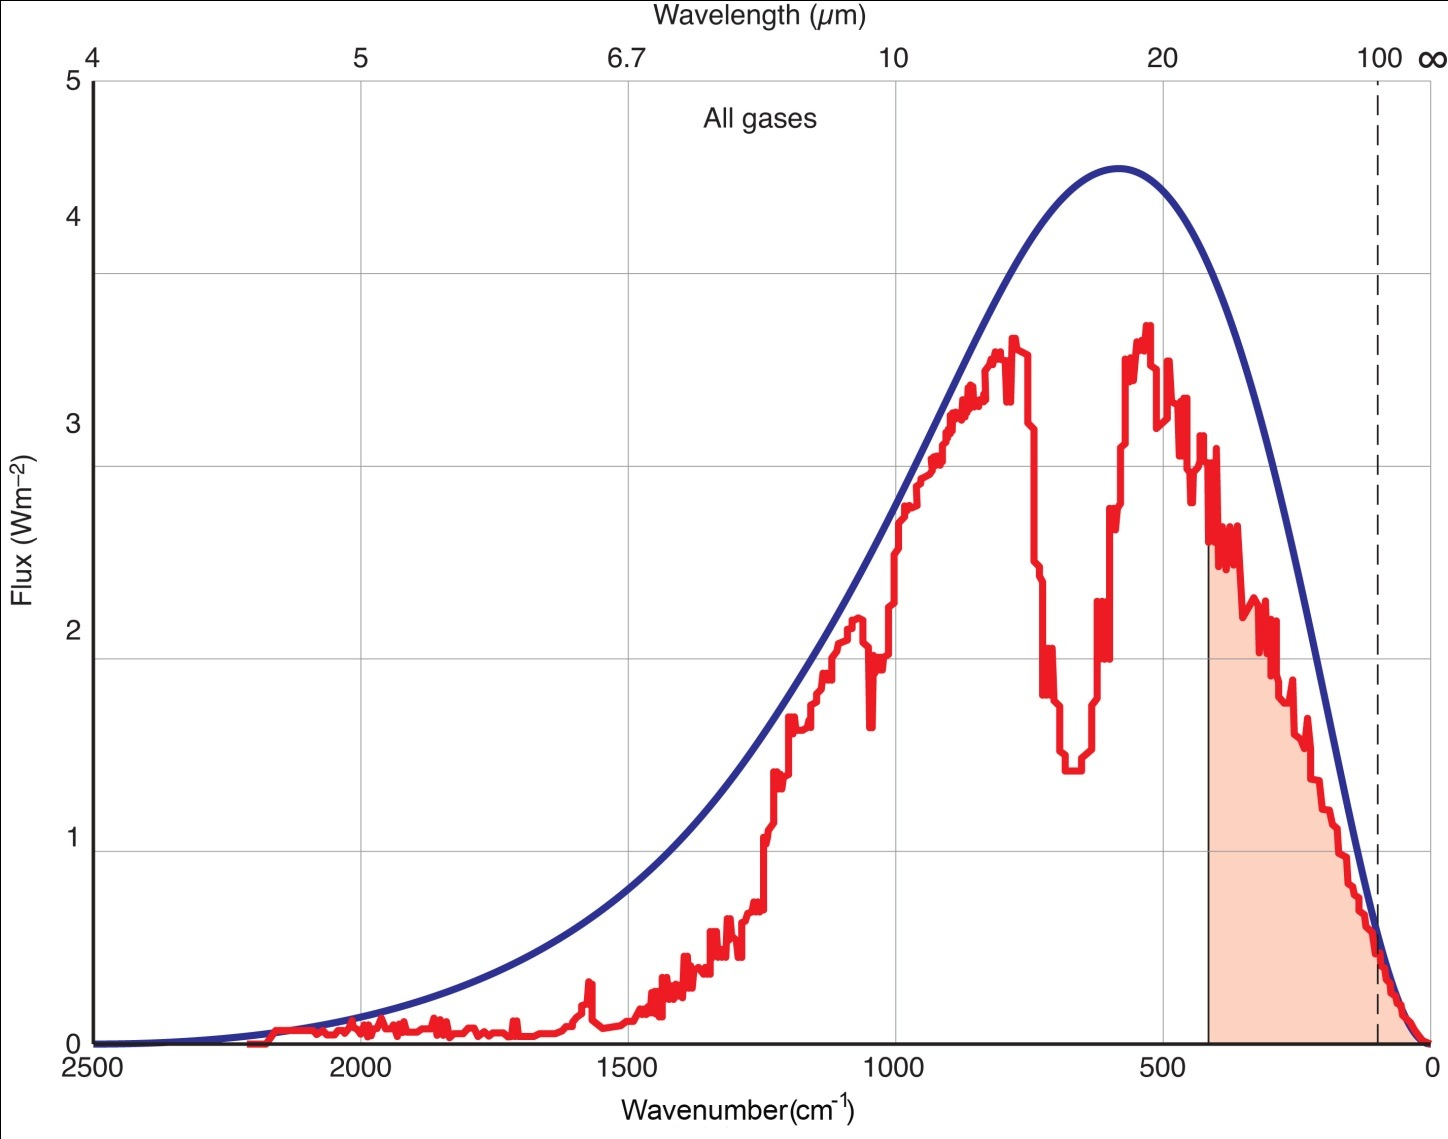 Wavelength (µm)
4 5 6.7 10 20 100 ∞
All gases
5
4
3
2
1
0
Flux (Wm–2)
2500 2000 1500 1000 500 0
Wavenumber(cm-1)